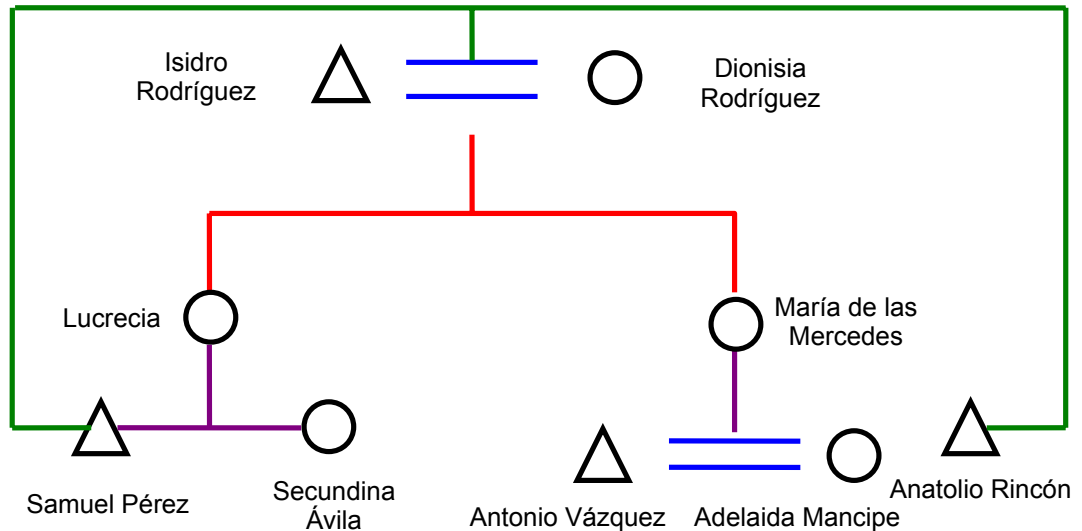 Isidro
Rodríguez
Dionisia
Rodríguez
Lucrecia
María de las
Mercedes
Samuel Pérez
Secundina
Ávila
Antonio Vázquez
Adelaida Mancipe
Anatolio Rincón